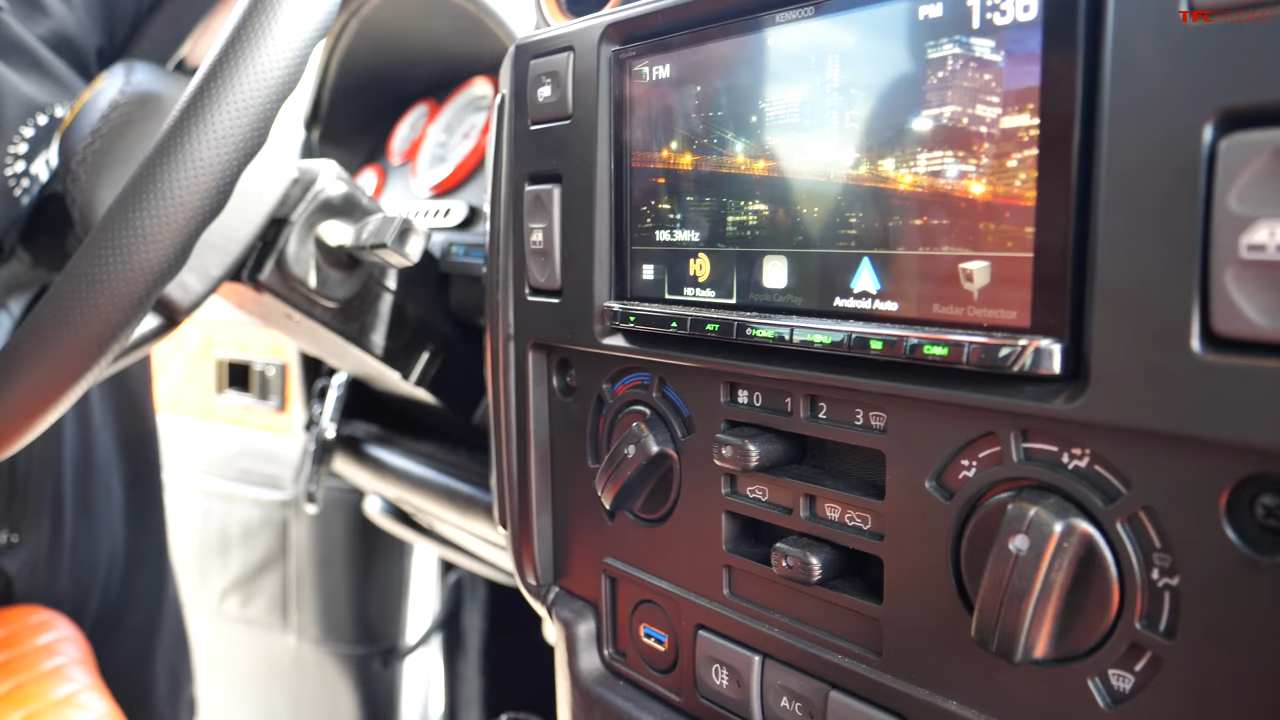 KENWOOD
PM 1:36
FM
106.3MHz
HD Radio
Apple CarPlay
Android Auto
Radar Detector
ATT
HOME
MENU
CAM
0 1 2 3
A/C